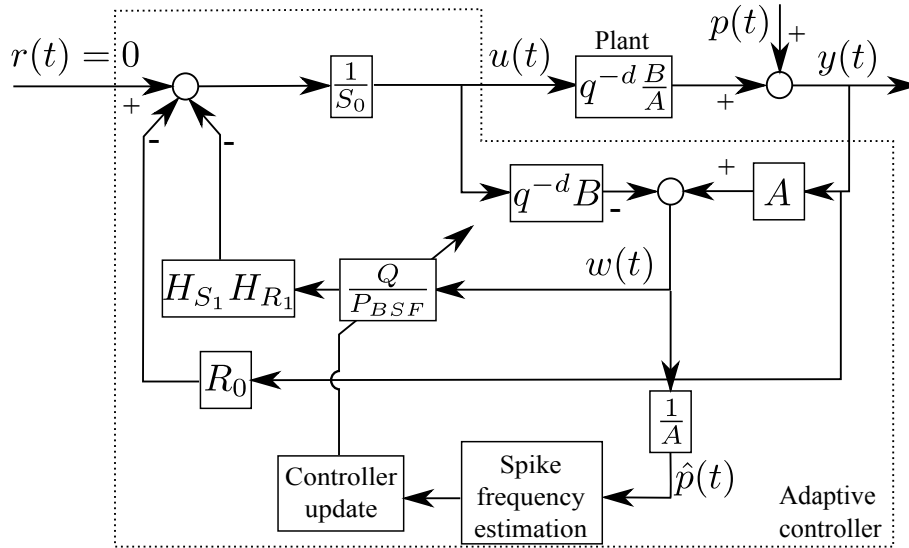 r(t) = 0
+
-
-
1
S_0
u(t)
Plant
q^{-d} \frac{B}{A}
+
p(t)
+
y(t)
q^{-d} B
-
+
A
w(t)
H_{S_1} H_{R_1}
Q
P_{BSF}
R_0
1
A
p̂(t)
Controller
update
Spike
frequency
estimation
Adaptive
controller